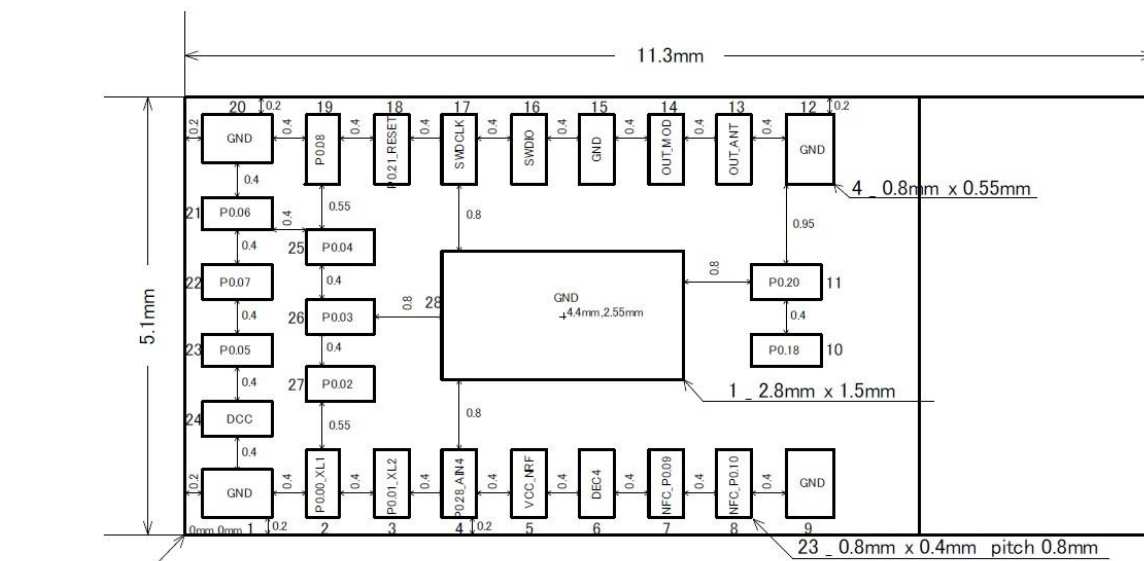 11.3mm
20 0.2 19 18 17 16 15 14 13 12 0.2
0.2 GND 0.4 P0.08 0.4 P0.21_RESET 0.4 SWDCLK 0.4 SWDIO 0.4 GND 0.4 OUT_MOD 0.4 OUT_ANT 0.4 GND
0.4 0.55 0.8 0.95
4 _ 0.8mm x 0.55mm
21 P0.06 0.4
0.4 25 P0.04
22 P0.07 0.4 0.8 P0.20 11
0.4 26 P0.03 0.8 28 GND 0.4
4.4mm,2.55mm
5.1mm
23 P0.05 0.4 P0.18 10
0.4 27 P0.02
1 _ 2.8mm x 1.5mm
24 DCC 0.55 0.8
0.4
0.2 GND 0.4 P0.00_XL1 0.4 P0.01_XL2 0.4 P0.28_AIN4 0.4 VCC_NRF 0.4 DEC4 0.4 NFC_P0.09 0.4 NFC_P0.10 0.4 GND
0mm 0mm 1 0.2 2 3 4 0.2 5 6 7 8 9
23 _ 0.8mm x 0.4mm pitch 0.8mm